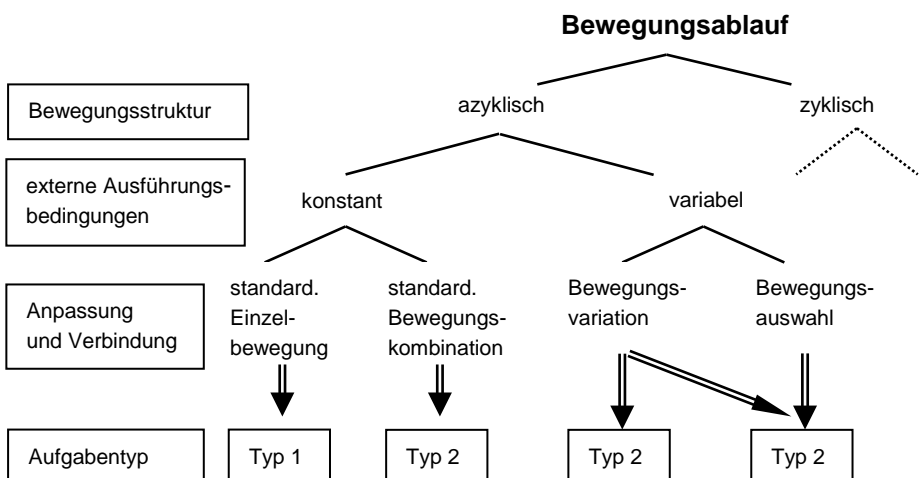 Bewegungsablauf
Bewegungsstruktur
azyklisch
zyklisch
externe Ausführungs-
bedingungen
konstant
variabel
Anpassung
und Verbindung
standard.
Einzel-
bewegung
standard.
Bewegungs-
kombination
Bewegungs-
variation
Bewegungs-
auswahl
Aufgabentyp
Typ 1
Typ 2
Typ 2
Typ 2